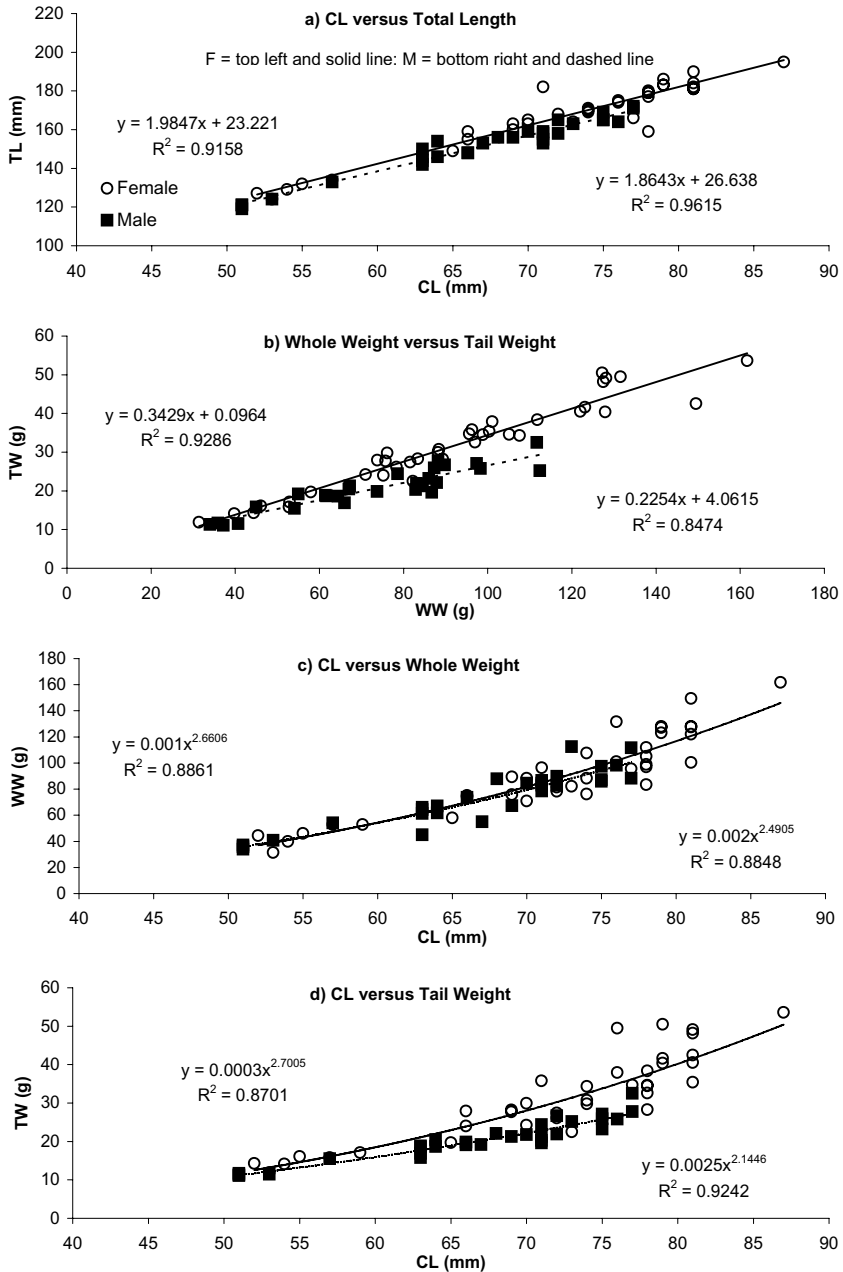 a) CL versus Total Length
F = top left and solid line: M = bottom right and dashed line
y = 1.9847x + 23.221
R² = 0.9158
Female
Male
y = 1.8643x + 26.638
R² = 0.9615
TL (mm)
220
200
180
160
140
120
100
40 45 50 55 60 65 70 75 80 85 90
CL (mm)
b) Whole Weight versus Tail Weight
y = 0.3429x + 0.0964
R² = 0.9286
y = 0.2254x + 4.0615
R² = 0.8474
TW (g)
60
50
40
30
20
10
0
0 20 40 60 80 100 120 140 160 180
WW (g)
c) CL versus Whole Weight
y = 0.001x^2.6606
R² = 0.8861
y = 0.002x^2.4905
R² = 0.8848
WW (g)
180
160
140
120
100
80
60
40
20
0
40 45 50 55 60 65 70 75 80 85 90
CL (mm)
d) CL versus Tail Weight
y = 0.0003x^2.7005
R² = 0.8701
y = 0.0025x^2.1446
R² = 0.9242
TW (g)
60
50
40
30
20
10
0
40 45 50 55 60 65 70 75 80 85 90
CL (mm)